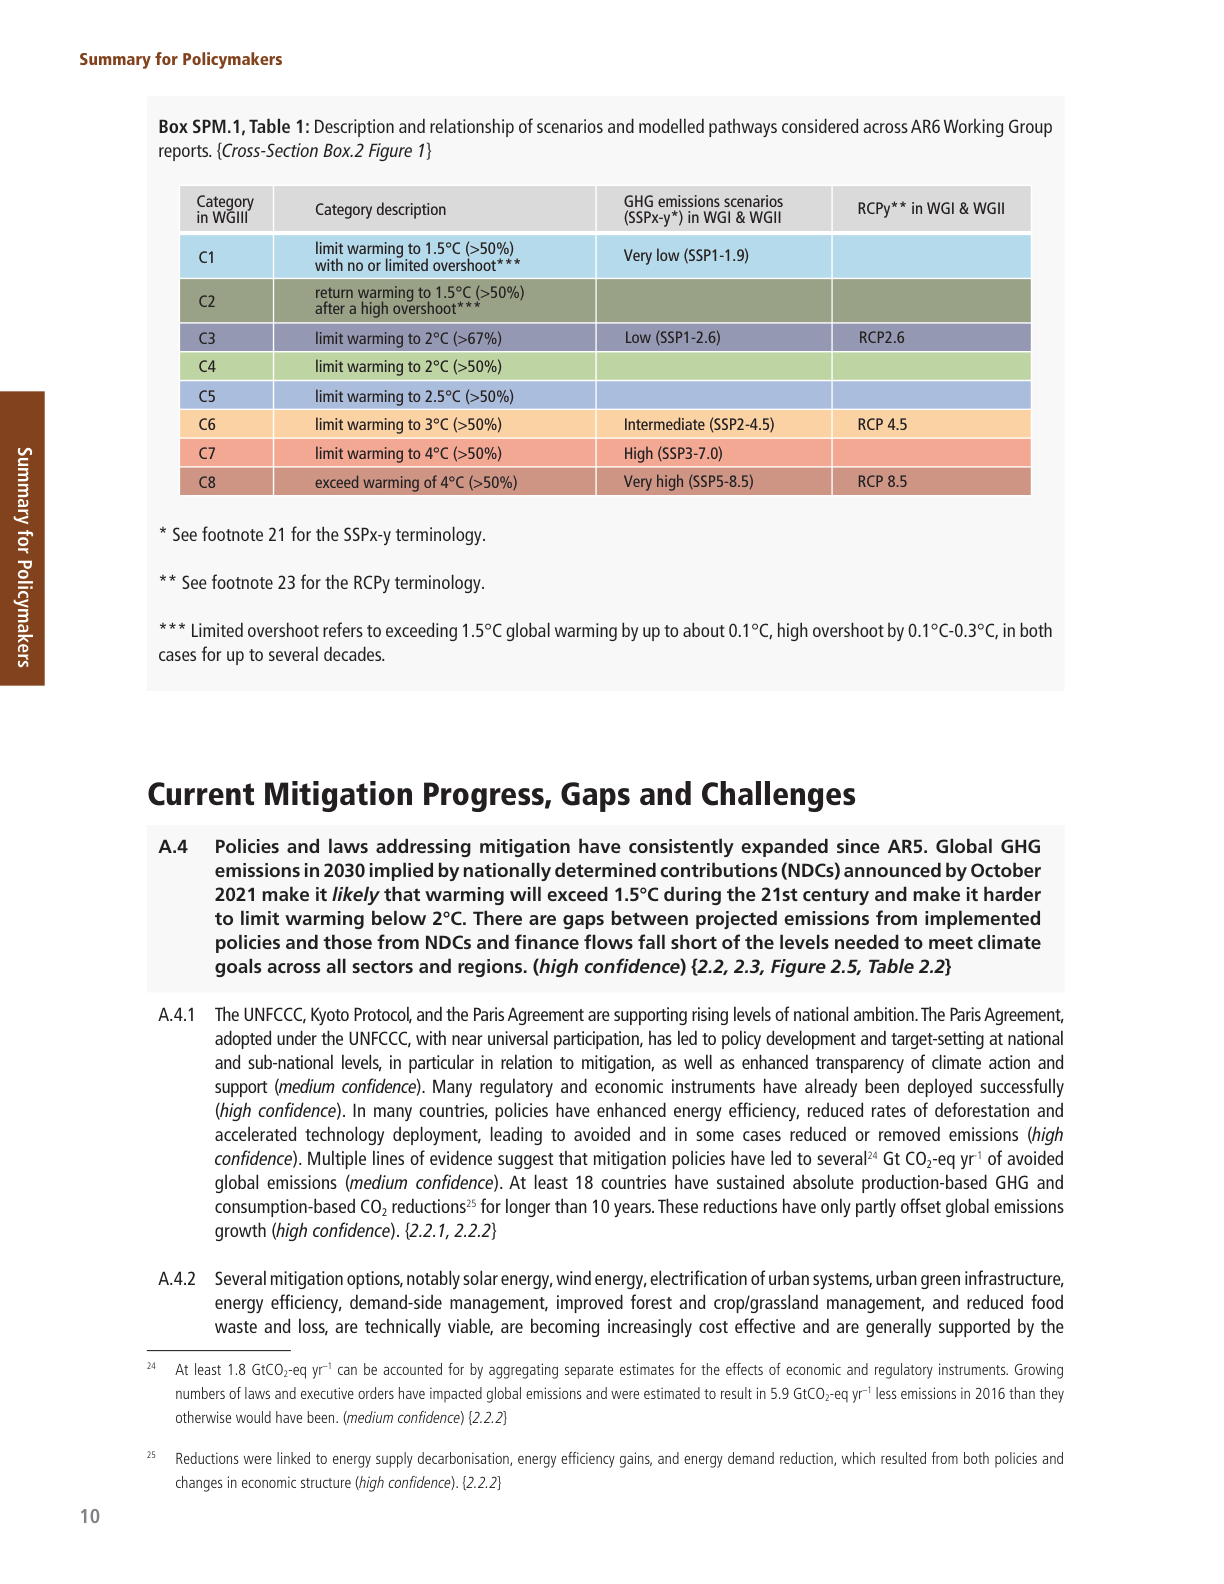 Summary for Policymakers
Box SPM.1, Table 1: Description and relationship of scenarios and modelled pathways considered across AR6 Working Group
reports. {Cross-Section Box.2 Figure 1}
Category
in WGIII
Category description
GHG emissions scenarios
(SSPx-y*) in WGI & WGII
RCPy** in WGI & WGII
C1
limit warming to 1.5°C (>50%)
with no or limited overshoot***
Very low (SSP1-1.9)
C2
return warming to 1.5°C (>50%)
after a high overshoot***
C3
limit warming to 2°C (>67%)
Low (SSP1-2.6)
RCP2.6
C4
limit warming to 2°C (>50%)
C5
limit warming to 2.5°C (>50%)
C6
limit warming to 3°C (>50%)
Intermediate (SSP2-4.5)
RCP 4.5
C7
limit warming to 4°C (>50%)
High (SSP3-7.0)
C8
exceed warming of 4°C (>50%)
Very high (SSP5-8.5)
RCP 8.5
* See footnote 21 for the SSPx-y terminology.
** See footnote 23 for the RCPy terminology.
*** Limited overshoot refers to exceeding 1.5°C global warming by up to about 0.1°C, high overshoot by 0.1°C-0.3°C, in both
cases for up to several decades.
Summary for Policymakers
Current Mitigation Progress, Gaps and Challenges
A.4 Policies and laws addressing mitigation have consistently expanded since AR5. Global GHG
emissions in 2030 implied by nationally determined contributions (NDCs) announced by October
2021 make it likely that warming will exceed 1.5°C during the 21st century and make it harder
to limit warming below 2°C. There are gaps between projected emissions from implemented
policies and those from NDCs and finance flows fall short of the levels needed to meet climate
goals across all sectors and regions. (high confidence) {2.2, 2.3, Figure 2.5, Table 2.2}
A.4.1 The UNFCCC, Kyoto Protocol, and the Paris Agreement are supporting rising levels of national ambition. The Paris Agreement,
adopted under the UNFCCC, with near universal participation, has led to policy development and target-setting at national
and sub-national levels, in particular in relation to mitigation, as well as enhanced transparency of climate action and
support (medium confidence). Many regulatory and economic instruments have already been deployed successfully
(high confidence). In many countries, policies have enhanced energy efficiency, reduced rates of deforestation and
accelerated technology deployment, leading to avoided and in some cases reduced or removed emissions (high
confidence). Multiple lines of evidence suggest that mitigation policies have led to several²⁴ Gt CO₂-eq yr⁻¹ of avoided
global emissions (medium confidence). At least 18 countries have sustained absolute production-based GHG and
consumption-based CO₂ reductions²⁵ for longer than 10 years. These reductions have only partly offset global emissions
growth (high confidence). {2.2.1, 2.2.2}
A.4.2 Several mitigation options, notably solar energy, wind energy, electrification of urban systems, urban green infrastructure,
energy efficiency, demand-side management, improved forest and crop/grassland management, and reduced food
waste and loss, are technically viable, are becoming increasingly cost effective and are generally supported by the
²⁴ At least 1.8 GtCO₂-eq yr⁻¹ can be accounted for by aggregating separate estimates for the effects of economic and regulatory instruments. Growing
numbers of laws and executive orders have impacted global emissions and were estimated to result in 5.9 GtCO₂-eq yr⁻¹ less emissions in 2016 than they
otherwise would have been. (medium confidence) {2.2.2}
²⁵ Reductions were linked to energy supply decarbonisation, energy efficiency gains, and energy demand reduction, which resulted from both policies and
changes in economic structure (high confidence). {2.2.2}
10